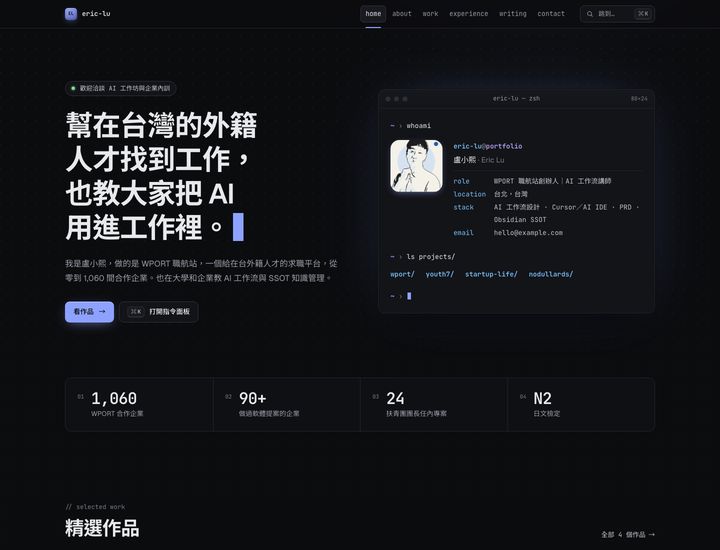 EL eric-lu
home about work experience writing contact
跳到… ⌘K
歡迎洽談 AI 工作坊與企業內訓
幫在台灣的外籍
人才找到工作，
也教大家把 AI
用進工作裡。
我是盧小熙，做的是 WPORT 職航站，一個給在台外籍人才的求職平台，從
零到 1,060 間合作企業。也在大學和企業教 AI 工作流與 SSOT 知識管理。
看作品 →
⌘K 打開指令面板
eric-lu — zsh 80×24
~ › whoami
eric-lu@portfolio
盧小熙 · Eric Lu
role WPORT 職航站創辦人｜AI 工作流講師
location 台北，台灣
stack AI 工作流設計 · Cursor／AI IDE · PRD ·
Obsidian SSOT
email hello@example.com
~ › ls projects/
wport/ youth7/ startup-life/ nodullards/
~ ›
01 1,060
WPORT 合作企業
02 90+
做過軟體提案的企業
03 24
扶青團團長任內專案
04 N2
日文檢定
// selected work
精選作品
全部 4 個作品 →